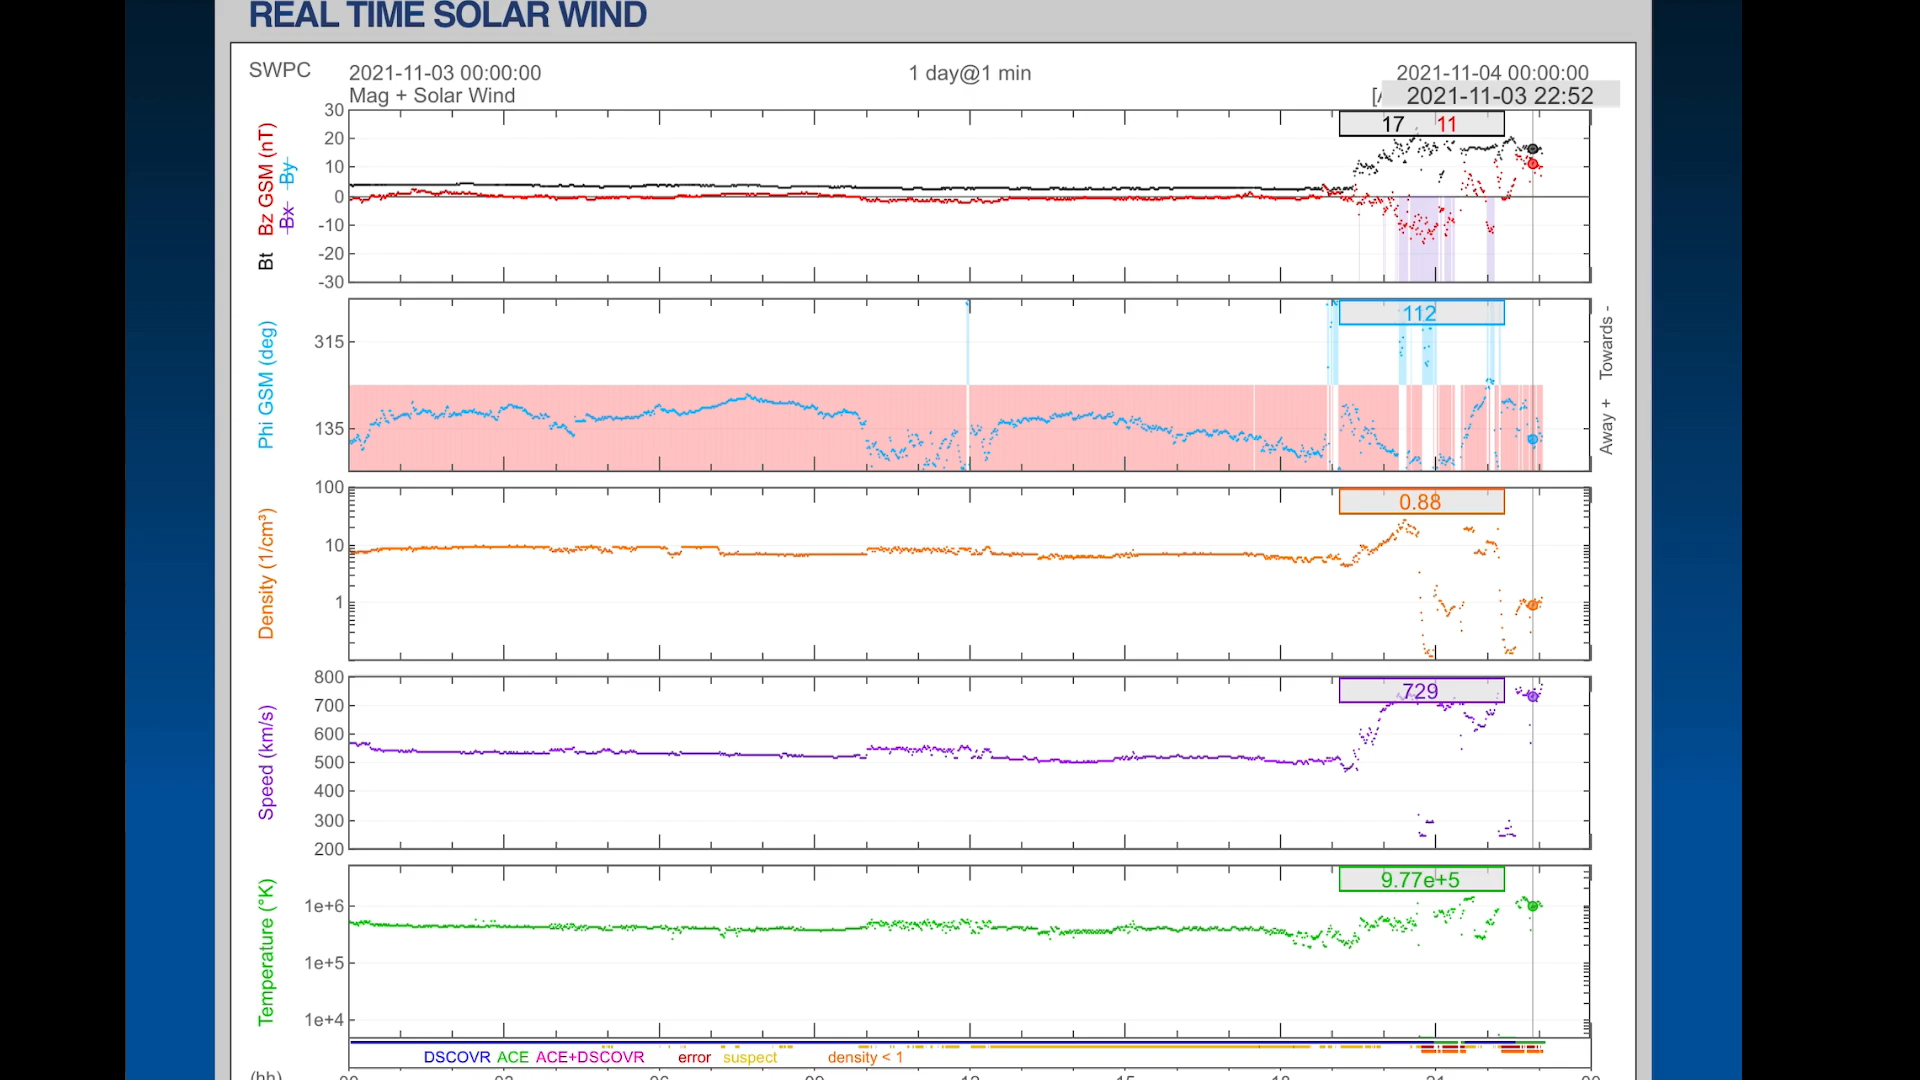 REAL TIME SOLAR WIND
SWPC
2021-11-03 00:00:00
1 day@1 min
2021-11-04 00:00:00
Mag + Solar Wind
2021-11-03 22:52
Bt Bz GSM (nT)
Bx By
30
20
10
0
-10
-20
-30
17 11
Phi GSM (deg)
315
135
112
Towards -
Away +
Density (1/cm³)
100
10
1
0.88
Speed (km/s)
800
700
600
500
400
300
200
729
Temperature (°K)
1e+6
1e+5
1e+4
9.77e+5
DSCOVR ACE ACE+DSCOVR error suspect density < 1